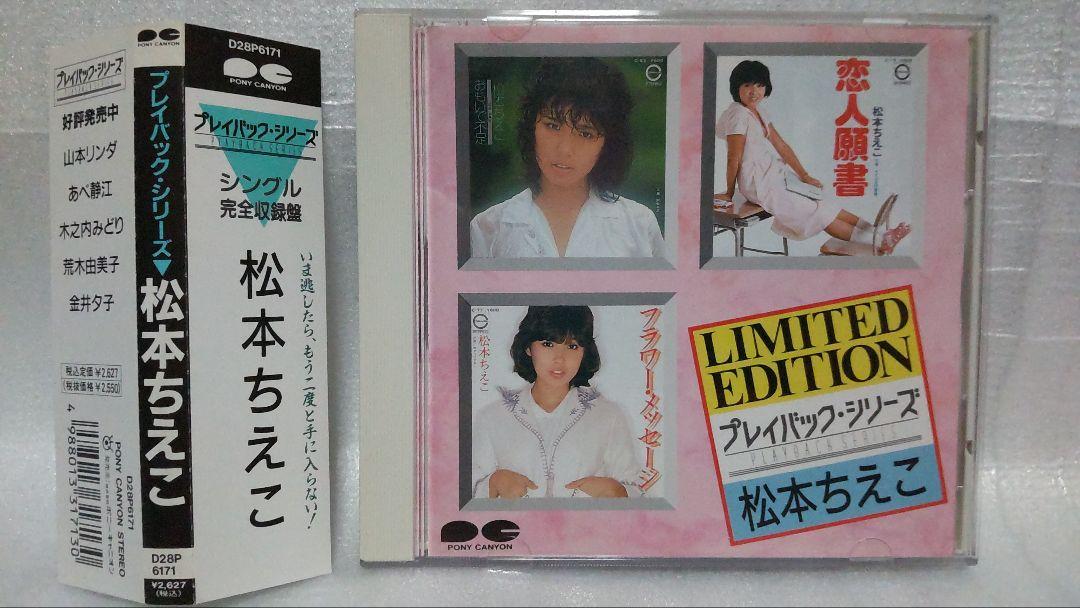 PONY CANYON
プレイバック・シリーズ
PLAYBACK SERIES
好評発売中
山本リンダ
あべ静江
木之内みどり
荒木由美子
金井夕子
税込定価 ¥2,627
(税抜価格 ¥2,550)
4 988013 317130
D28P6171
PONY CANYON STEREO
プレイバック・シリーズ▼松本ちえこ
D28P
6171
¥2,627
(税込)
D28P6171
PONY CANYON
プレイバック・シリーズ
PLAYBACK SERIES
シングル
完全収録盤
松本ちえこ
いま逃したら、もう二度と手に入らない!
恋人願書
松本ちえこ
フラワー・メッセージ
松本ちえこ
LIMITED
EDITION
プレイバック・シリーズ
PLAYBACK SERIES
松本ちえこ
PONY CANYON